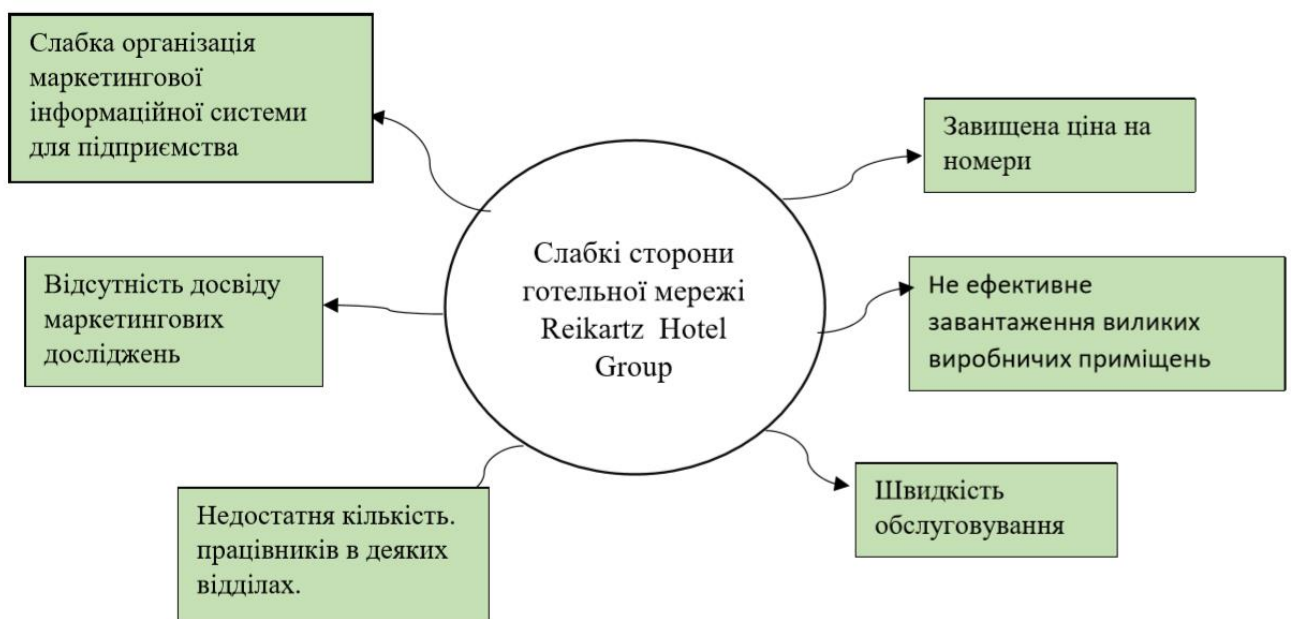 Слабка організація
маркетингової
інформаційної системи
для підприємства
Відсутність досвіду
маркетингових
досліджень
Недостатня кількість.
працівників в деяких
відділах.
Слабкі сторони
готельної мережі
Reikartz Hotel
Group
Завищена ціна на
номери
Не ефективне
завантаження виликих
виробничих приміщень
Швидкість
обслуговування